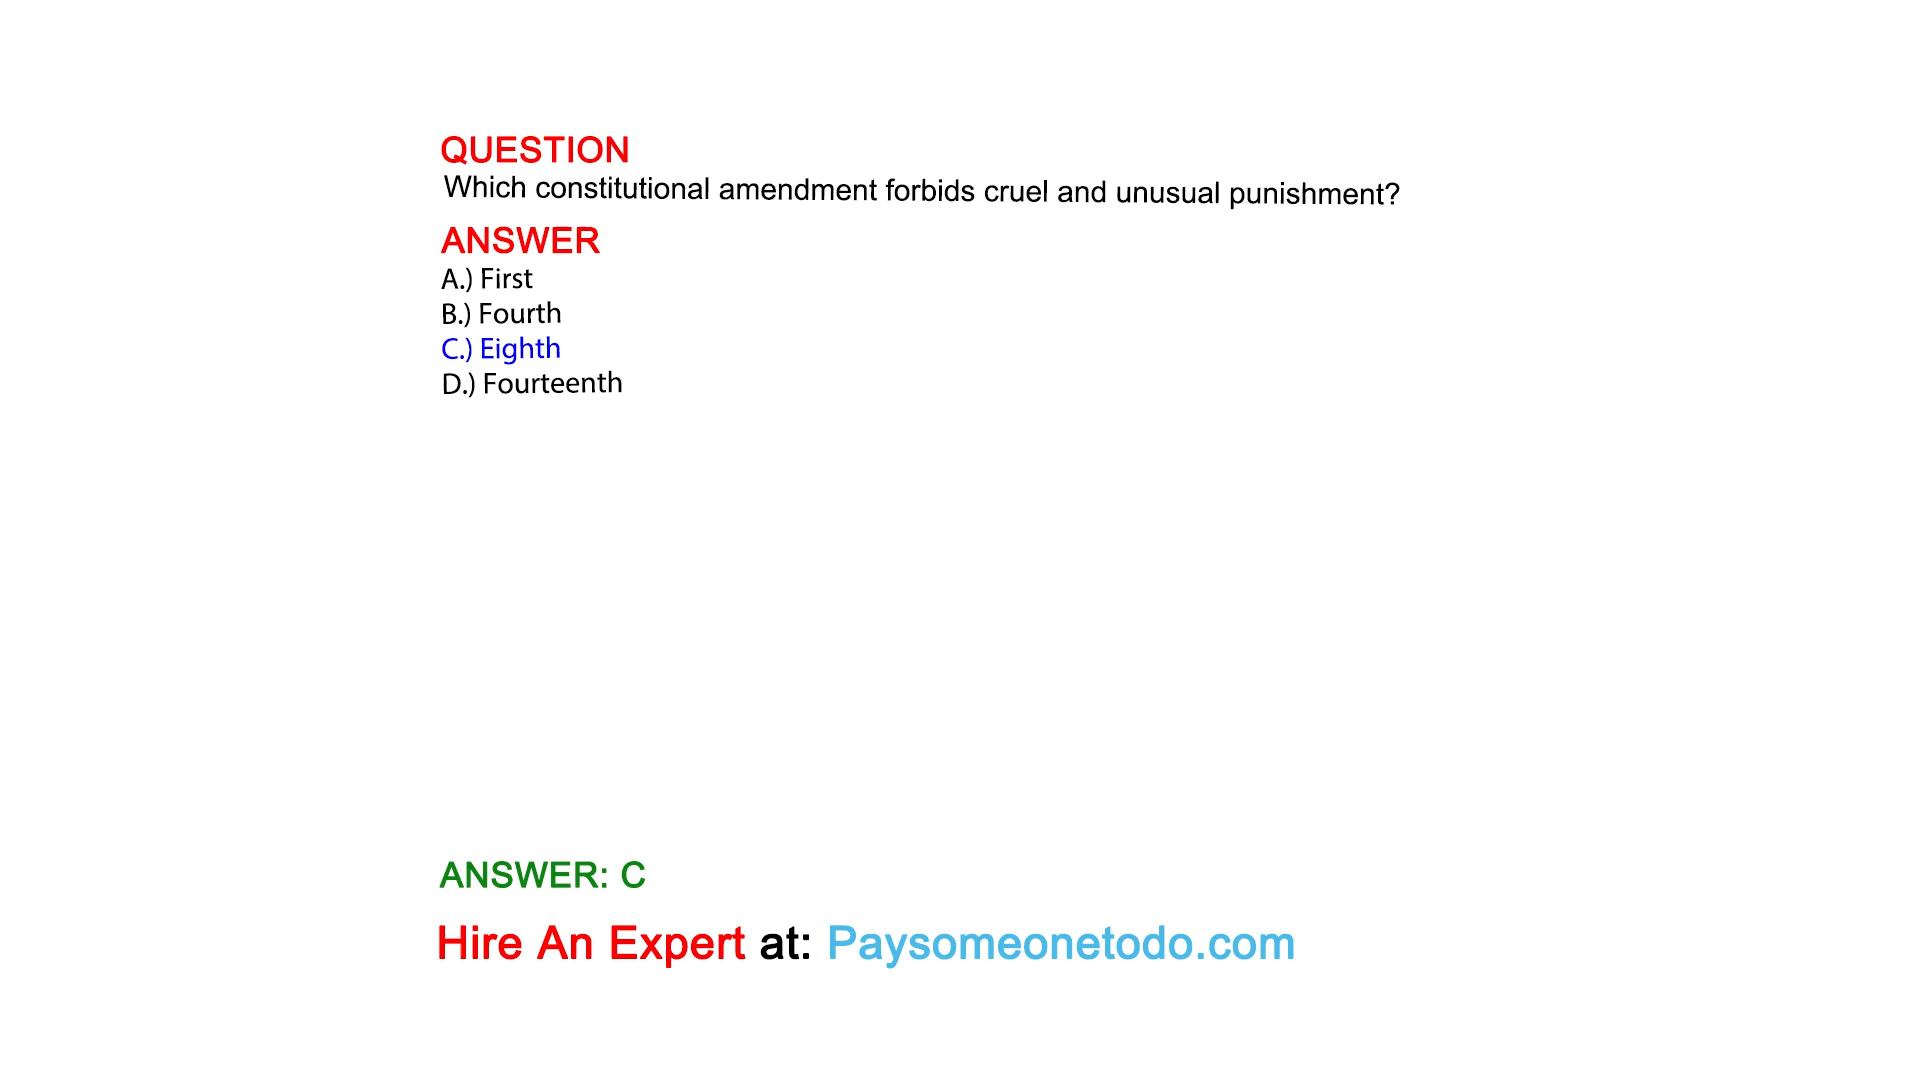 QUESTION
Which constitutional amendment forbids cruel and unusual punishment?
ANSWER
A.) First
B.) Fourth
C.) Eighth
D.) Fourteenth
ANSWER: C
Hire An Expert at: Paysomeonetodo.com